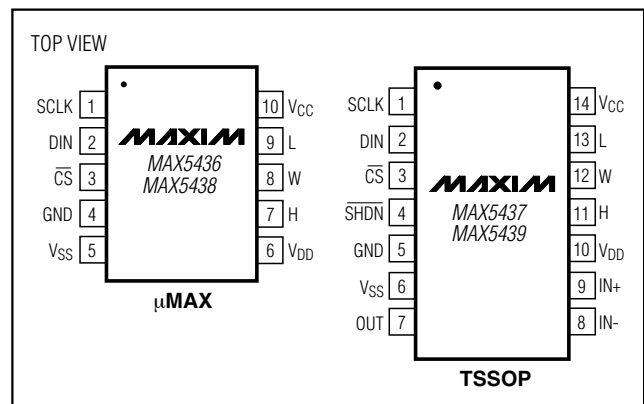 TOP VIEW
SCLK 1
DIN 2
CS 3
GND 4
VSS 5
10 VCC
9 L
8 W
7 H
6 VDD
MAXIM
MAX5436
MAX5438
µMAX
SCLK 1
DIN 2
CS 3
SHDN 4
GND 5
VSS 6
OUT 7
14 VCC
13 L
12 W
11 H
10 VDD
9 IN+
8 IN-
MAXIM
MAX5437
MAX5439
TSSOP